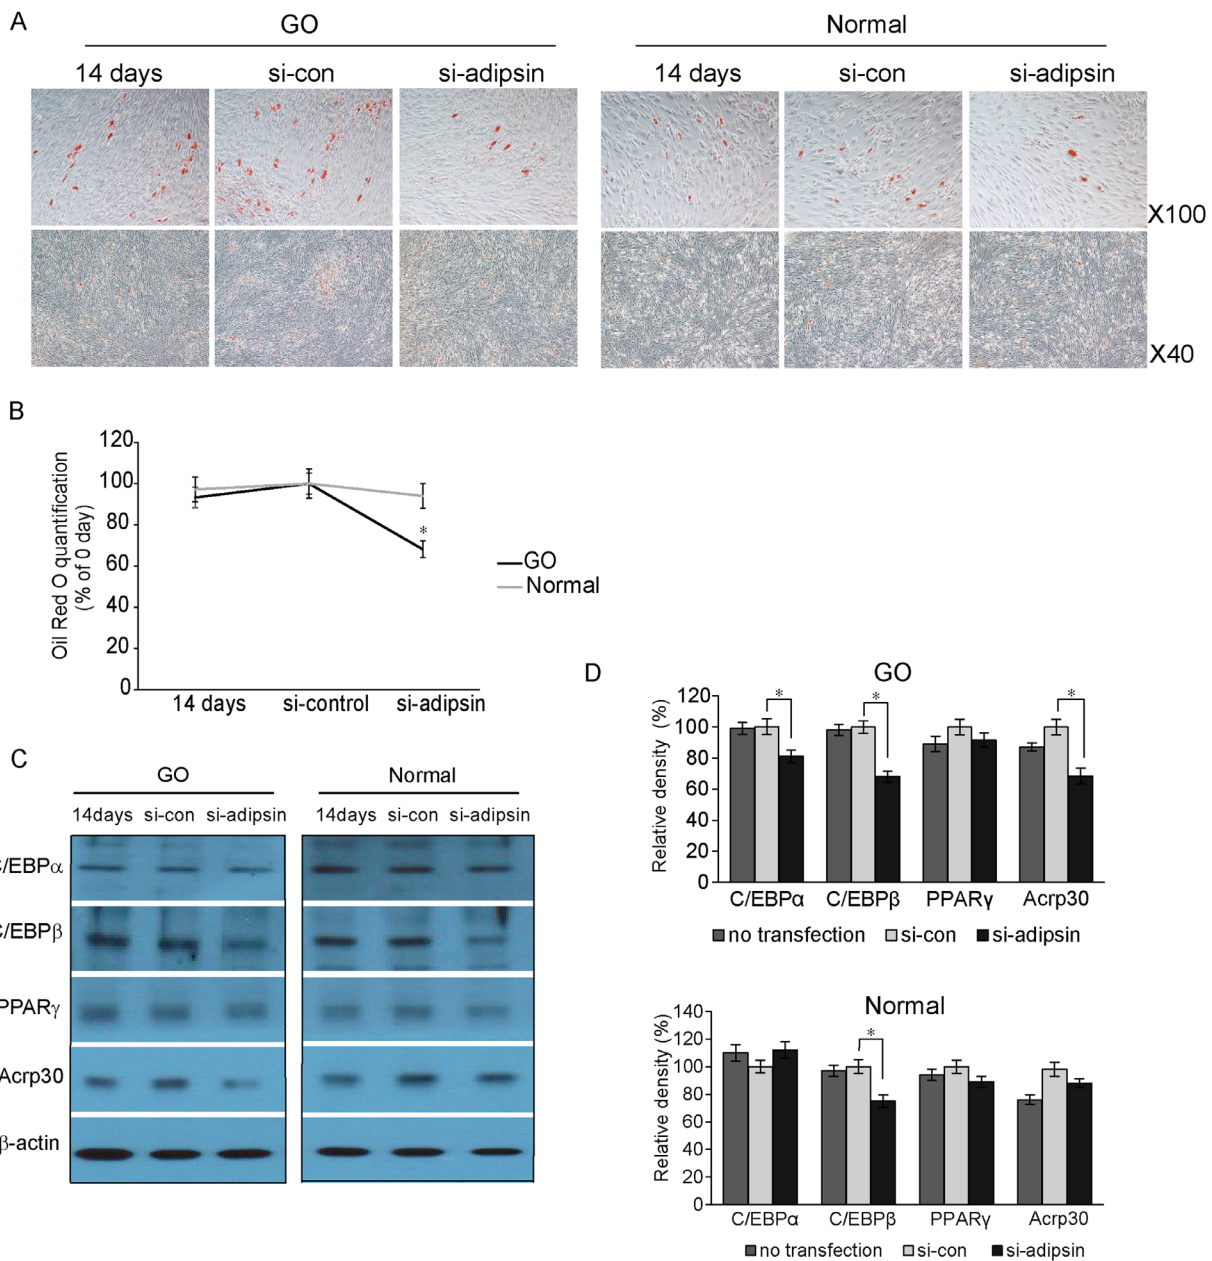 A
GO
Normal
14 days
si-con
si-adipsin
14 days
si-con
si-adipsin
X100
X40
B
Oil Red O quantification
(% of 0 day)
120
100
80
60
40
20
0
*
14 days
si-control
si-adipsin
GO
Normal
C
GO
Normal
14days
si-con
si-adipsin
14days
si-con
si-adipsin
C/EBPα
C/EBPβ
PPARγ
Acrp30
β-actin
D
GO
Relative density (%)
120
100
80
60
40
20
0
*
*
*
C/EBPα
C/EBPβ
PPARγ
Acrp30
no transfection
si-con
si-adipsin
Normal
Relative density (%)
140
120
100
80
60
40
20
0
*
C/EBPα
C/EBPβ
PPARγ
Acrp30
no transfection
si-con
si-adipsin